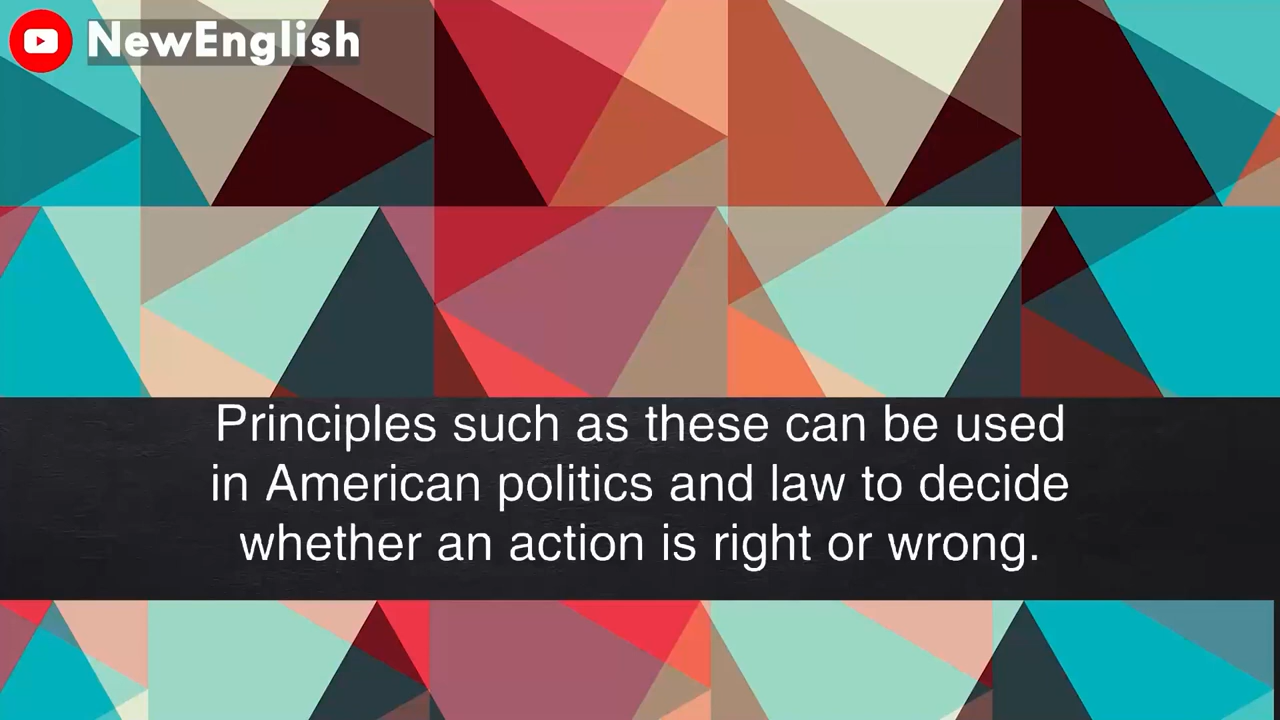 NewEnglish
Principles such as these can be used
in American politics and law to decide
whether an action is right or wrong.